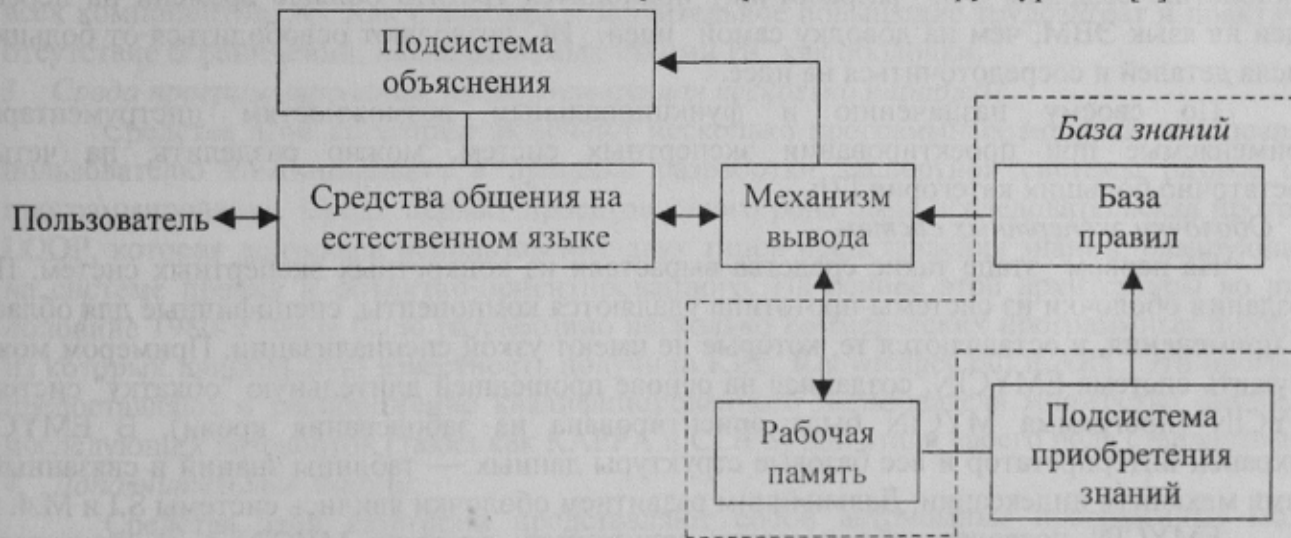 Подсистема
объяснения
База знаний
Пользователь
Средства общения на
естественном языке
Механизм
вывода
База
правил
Рабочая
память
Подсистема
приобретения
знаний